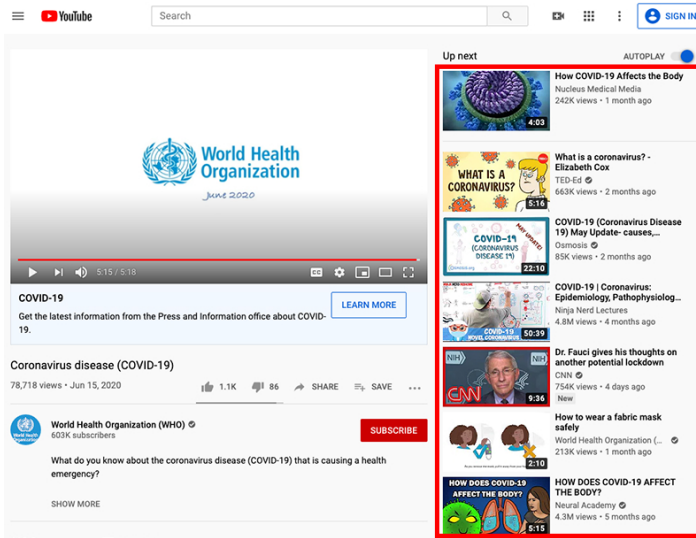 YouTube
Search
SIGN IN
World Health
Organization
June 2020
5:15 / 5:18
CC
COVID-19
Get the latest information from the Press and Information office about COVID-
19.
LEARN MORE
Coronavirus disease (COVID-19)
78,718 views • Jun 15, 2020
1.1K
86
SHARE
SAVE
World Health Organization (WHO)
603K subscribers
SUBSCRIBE
What do you know about the coronavirus disease (COVID-19) that is causing a health
emergency?
SHOW MORE
Up next
AUTOPLAY
4:03
How COVID-19 Affects the Body
Nucleus Medical Media
242K views • 1 month ago
WHAT IS A
CORONAVIRUS?
5:16
What is a coronavirus? -
Elizabeth Cox
TED-Ed
663K views • 2 months ago
MAY UPDATE!
COVID-19
(CORONAVIRUS
DISEASE 19)
22:10
COVID-19 (Coronavirus Disease
19) May Update- causes,...
Osmosis
85K views • 2 months ago
COVID-19
NOVEL CORONAVIRUS
50:39
COVID-19 | Coronavirus:
Epidemiology, Pathophysiolog...
Ninja Nerd Lectures
4.8M views • 4 months ago
NIH
NIH
CNN
9:36
Dr. Fauci gives his thoughts on
another potential lockdown
CNN
754K views • 4 days ago
New
2:10
How to wear a fabric mask
safely
World Health Organization (...
213K views • 1 month ago
HOW DOES COVID-19
AFFECT THE BODY?
5:15
HOW DOES COVID-19 AFFECT
THE BODY?
Neural Academy
4.3M views • 5 months ago